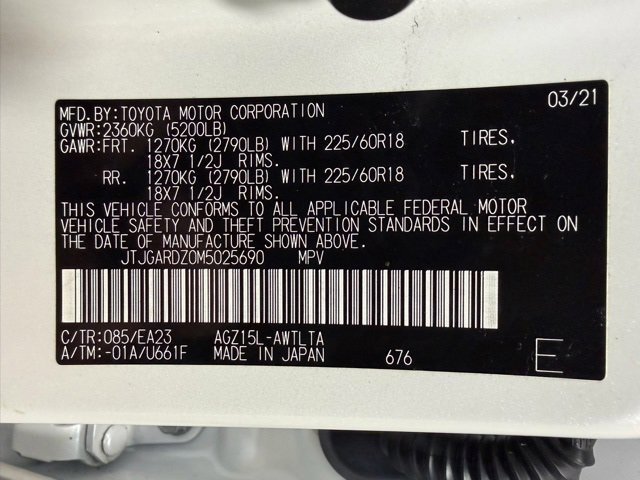 MFD.BY:TOYOTA MOTOR CORPORATION 03/21
GVWR:2360KG (5200LB)
GAWR:FRT. 1270KG (2790LB) WITH 225/60R18 TIRES,
18X7 1/2J RIMS.
RR. 1270KG (2790LB) WITH 225/60R18 TIRES,
18X7 1/2J RIMS.
THIS VEHICLE CONFORMS TO ALL APPLICABLE FEDERAL MOTOR
VEHICLE SAFETY AND THEFT PREVENTION STANDARDS IN EFFECT ON
THE DATE OF MANUFACTURE SHOWN ABOVE.
JTJGARDZ0M5025690 MPV
C/TR:085/EA23 AGZ15L-AWTLTA
A/TM:-01A/U661F MADE IN JAPAN 676 E